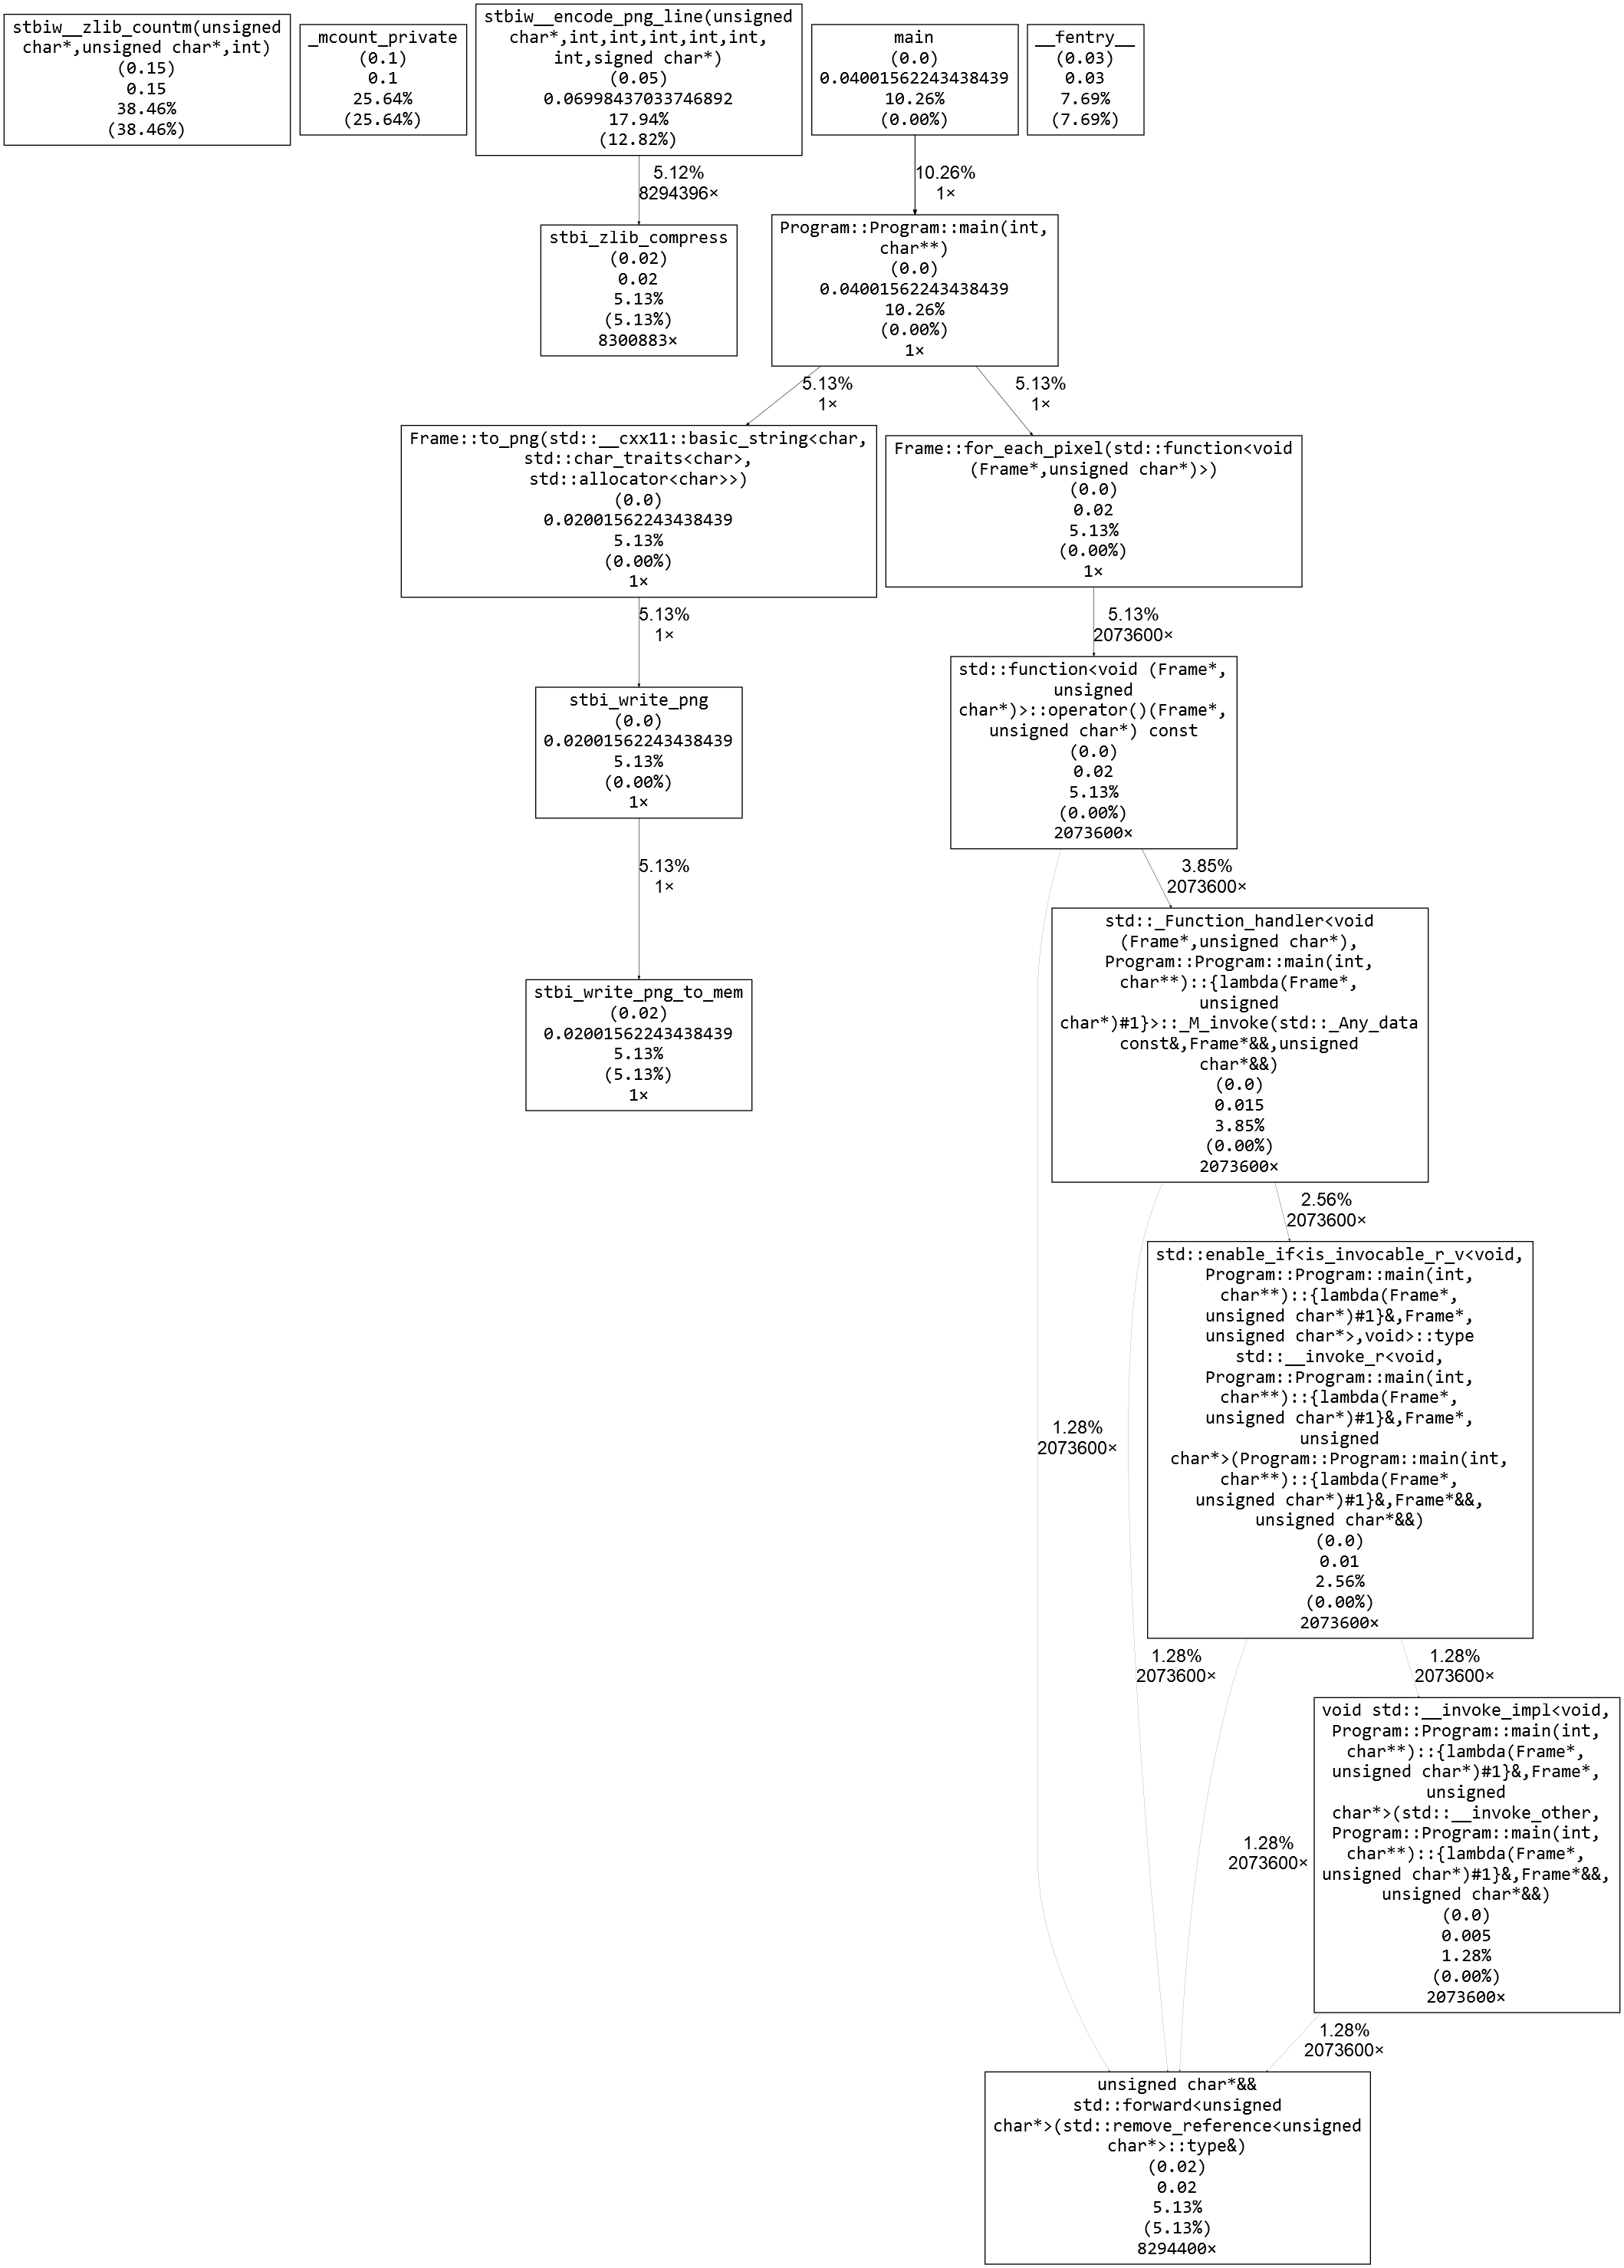 stbiw__zlib_countm(unsigned
char*,unsigned char*,int)
(0.15)
0.15
38.46%
(38.46%)
_mcount_private
(0.1)
0.1
25.64%
(25.64%)
stbiw__encode_png_line(unsigned
char*,int,int,int,int,int,
int,signed char*)
(0.05)
0.06998437033746892
17.94%
(12.82%)
main
(0.0)
0.04001562243438439
10.26%
(0.00%)
__fentry__
(0.03)
0.03
7.69%
(7.69%)
5.12%
8294396×
10.26%
1×
stbi_zlib_compress
(0.02)
0.02
5.13%
(5.13%)
8300883×
Program::Program::main(int,
char**)
(0.0)
0.04001562243438439
10.26%
(0.00%)
1×
5.13%
1×
5.13%
1×
Frame::to_png(std::__cxx11::basic_string<char,
std::char_traits<char>,
std::allocator<char>>)
(0.0)
0.02001562243438439
5.13%
(0.00%)
1×
Frame::for_each_pixel(std::function<void
(Frame*,unsigned char*)>)
(0.0)
0.02
5.13%
(0.00%)
1×
5.13%
1×
5.13%
2073600×
stbi_write_png
(0.0)
0.02001562243438439
5.13%
(0.00%)
1×
std::function<void (Frame*,
unsigned
char*)>::operator()(Frame*,
unsigned char*) const
(0.0)
0.02
5.13%
(0.00%)
2073600×
5.13%
1×
3.85%
2073600×
stbi_write_png_to_mem
(0.02)
0.02001562243438439
5.13%
(5.13%)
1×
std::_Function_handler<void
(Frame*,unsigned char*),
Program::Program::main(int,
char**)::{lambda(Frame*,
unsigned
char*)#1}>::_M_invoke(std::_Any_data
const&,Frame*&&,unsigned
char*&&)
(0.0)
0.015
3.85%
(0.00%)
2073600×
2.56%
2073600×
std::enable_if<is_invocable_r_v<void,
Program::Program::main(int,
char**)::{lambda(Frame*,
unsigned char*)#1}&,Frame*,
unsigned char*>,void>::type
std::__invoke_r<void,
Program::Program::main(int,
char**)::{lambda(Frame*,
unsigned char*)#1}&,Frame*,
unsigned
char*>(Program::Program::main(int,
char**)::{lambda(Frame*,
unsigned char*)#1}&,Frame*&&,
unsigned char*&&)
(0.0)
0.01
2.56%
(0.00%)
2073600×
1.28%
2073600×
1.28%
2073600×
1.28%
2073600×
void std::__invoke_impl<void,
Program::Program::main(int,
char**)::{lambda(Frame*,
unsigned char*)#1}&,Frame*,
unsigned
char*>(std::__invoke_other,
Program::Program::main(int,
char**)::{lambda(Frame*,
unsigned char*)#1}&,Frame*&&,
unsigned char*&&)
(0.0)
0.005
1.28%
(0.00%)
2073600×
1.28%
2073600×
1.28%
2073600×
unsigned char*&&
std::forward<unsigned
char*>(std::remove_reference<unsigned
char*>::type&)
(0.02)
0.02
5.13%
(5.13%)
8294400×